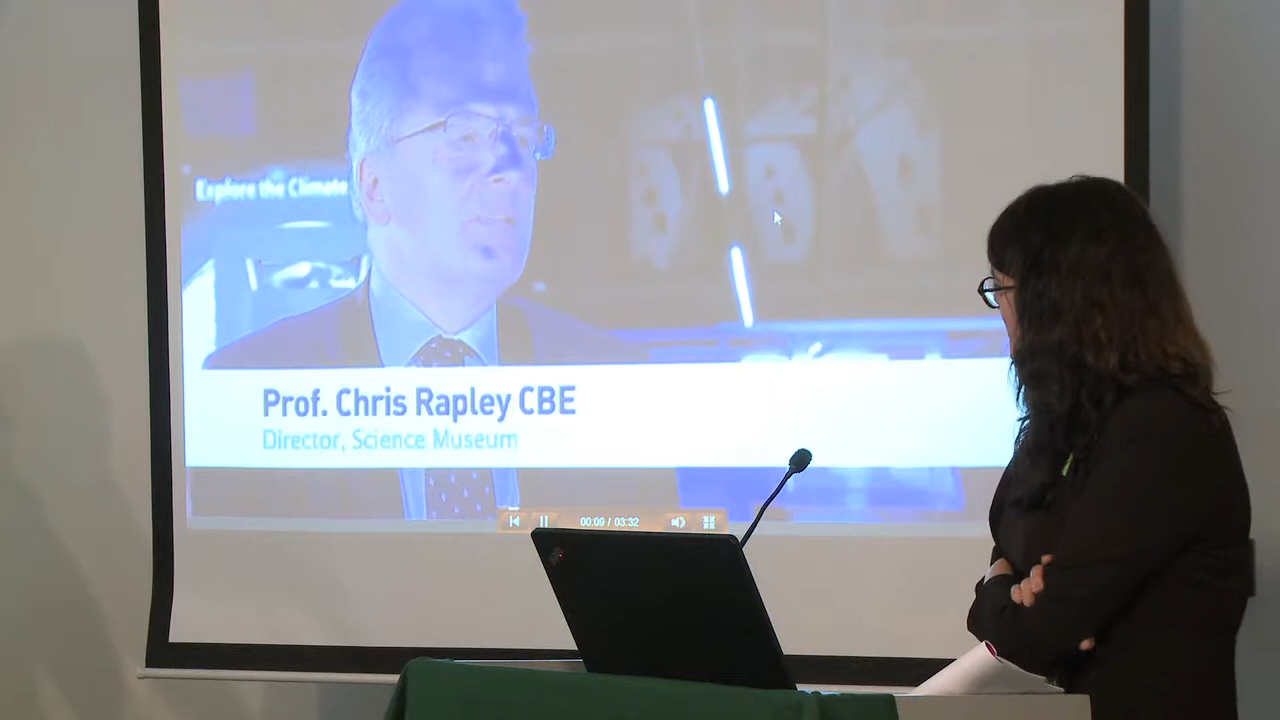 Explore the Climate
Prof. Chris Rapley CBE
Director, Science Museum
00:09 / 03:32